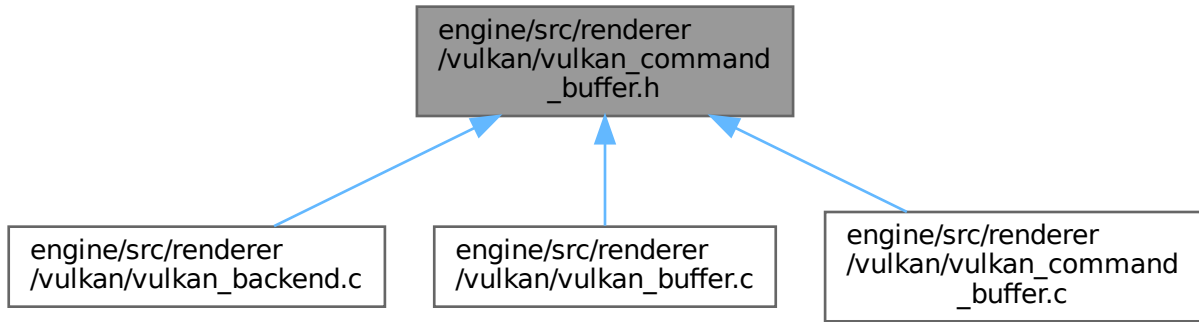 engine/src/renderer
/vulkan/vulkan_command
_buffer.h
engine/src/renderer
/vulkan/vulkan_backend.c
engine/src/renderer
/vulkan/vulkan_buffer.c
engine/src/renderer
/vulkan/vulkan_command
_buffer.c